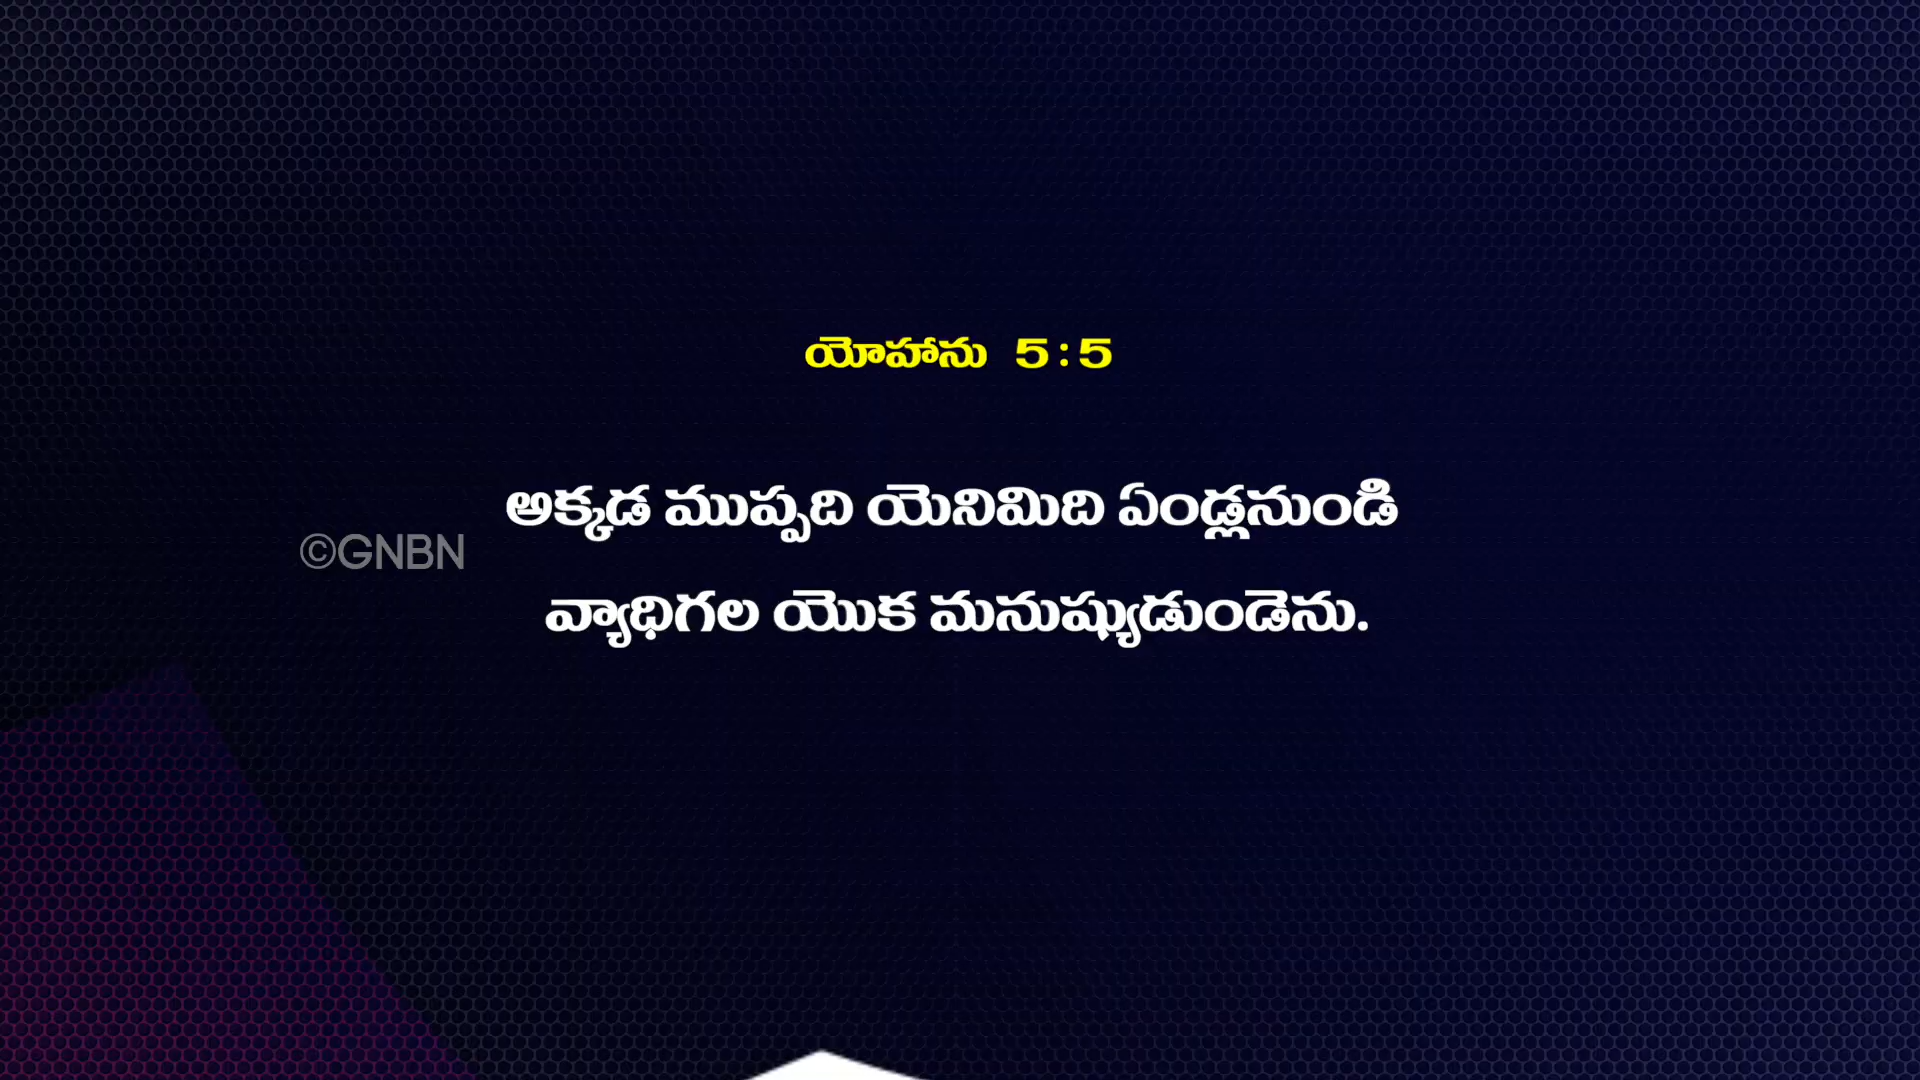 యోహాను 5:5
అక్కడ ముప్పది యెనిమిది ఏండ్లనుండి
©GNBN
వ్యాధిగల యొక మనుష్యుడుండెను.